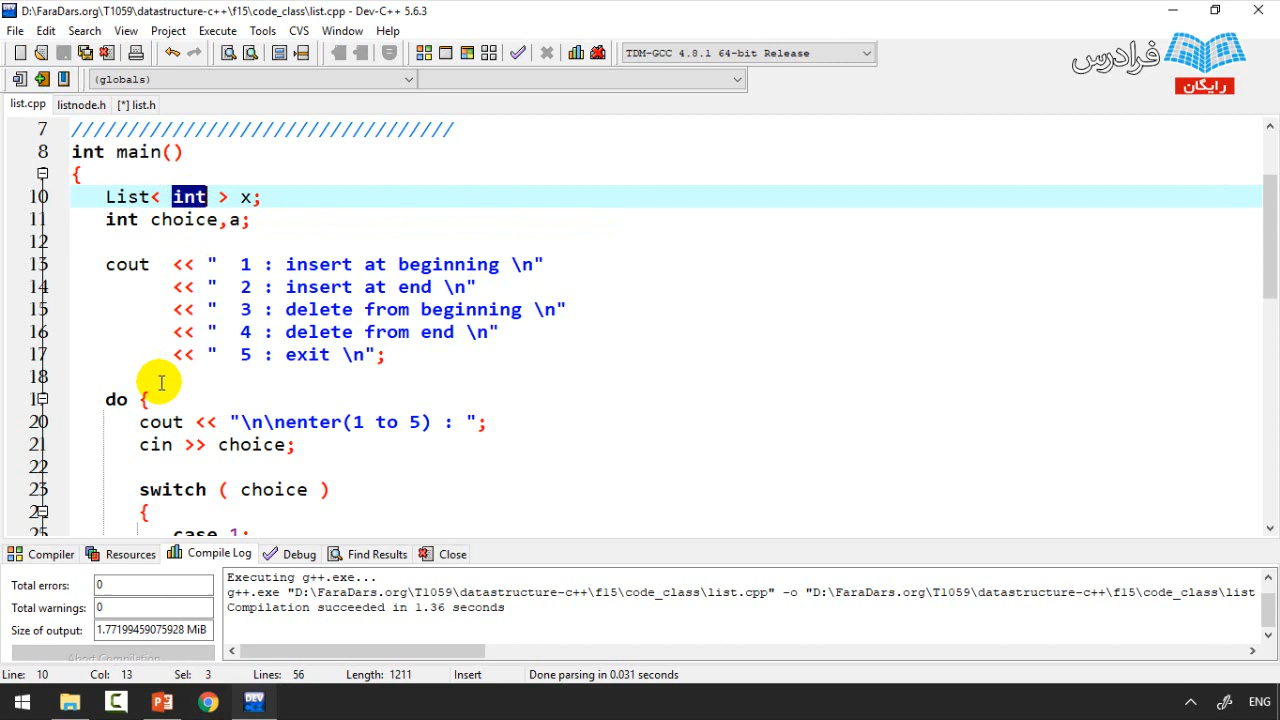 D:\FaraDars.org\T1059\datastructure-c++\f15\code_class\list.cpp - Dev-C++ 5.6.3
File Edit Search View Project Execute Tools CVS Window Help
TDM-GCC 4.8.1 64-bit Release
فرادرس
رایگان
(globals)
list.cpp listnode.h [*] list.h
7 //////////////////////////////////
8 int main()
{
10 List< int > x;
11 int choice,a;
12
13 cout << "  1 : insert at beginning \n"
14 << "  2 : insert at end \n"
15 << "  3 : delete from beginning \n"
16 << "  4 : delete from end \n"
17 << "  5 : exit \n";
18
19 do {
20 cout << "\n\nenter(1 to 5) : ";
21 cin >> choice;
22
23 switch ( choice )
24 {
25 case 1:
Compiler Resources Compile Log Debug Find Results Close
Total errors: 0
Total warnings: 0
Size of output: 1.77199459075928 MiB
Abort Compilation
Executing g++.exe...
g++.exe "D:\FaraDars.org\T1059\datastructure-c++\f15\code_class\list.cpp" -o "D:\FaraDars.org\T1059\datastructure-c++\f15\code_class\list
Compilation succeeded in 1.36 seconds
Line: 10 Col: 13 Sel: 3 Lines: 56 Length: 1211 Insert Done parsing in 0.031 seconds
DEV
ENG